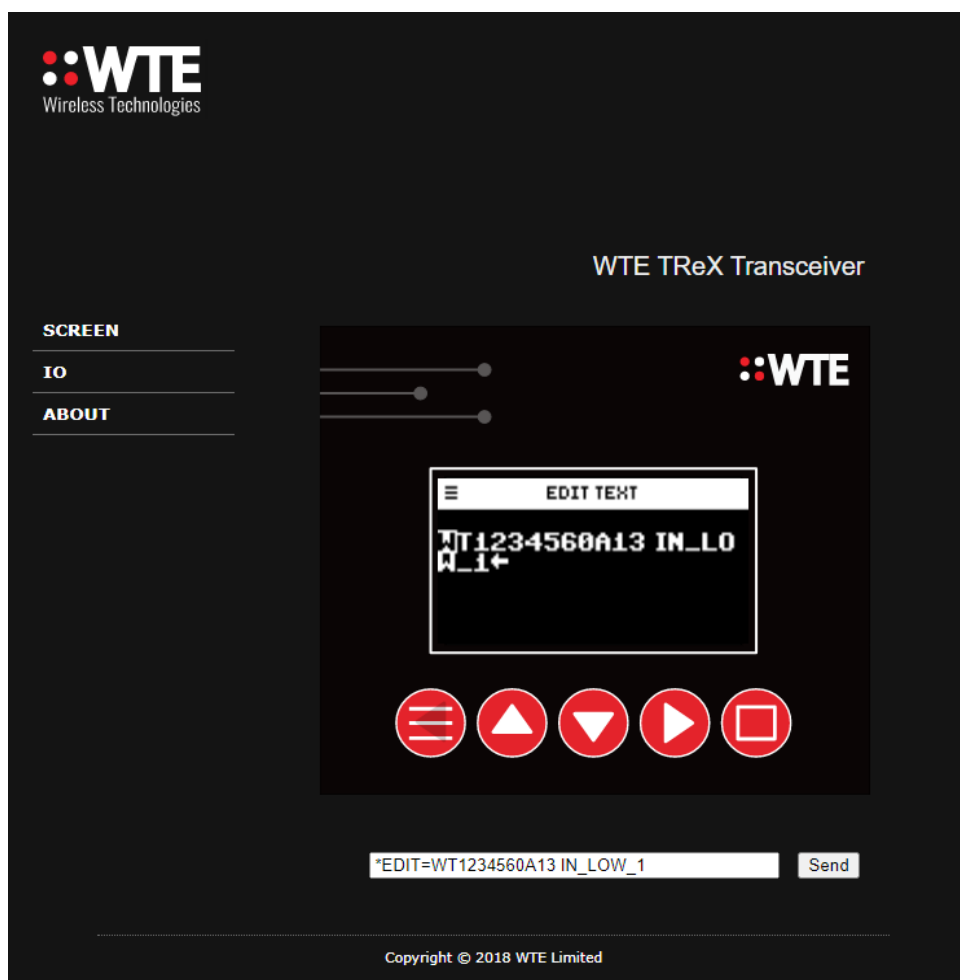 WTE
Wireless Technologies
WTE TReX Transceiver
SCREEN
IO
ABOUT
WTE
EDIT TEXT
WT1234560A13 IN_LO
W_1←
*EDIT=WT1234560A13 IN_LOW_1
Send
Copyright © 2018 WTE Limited